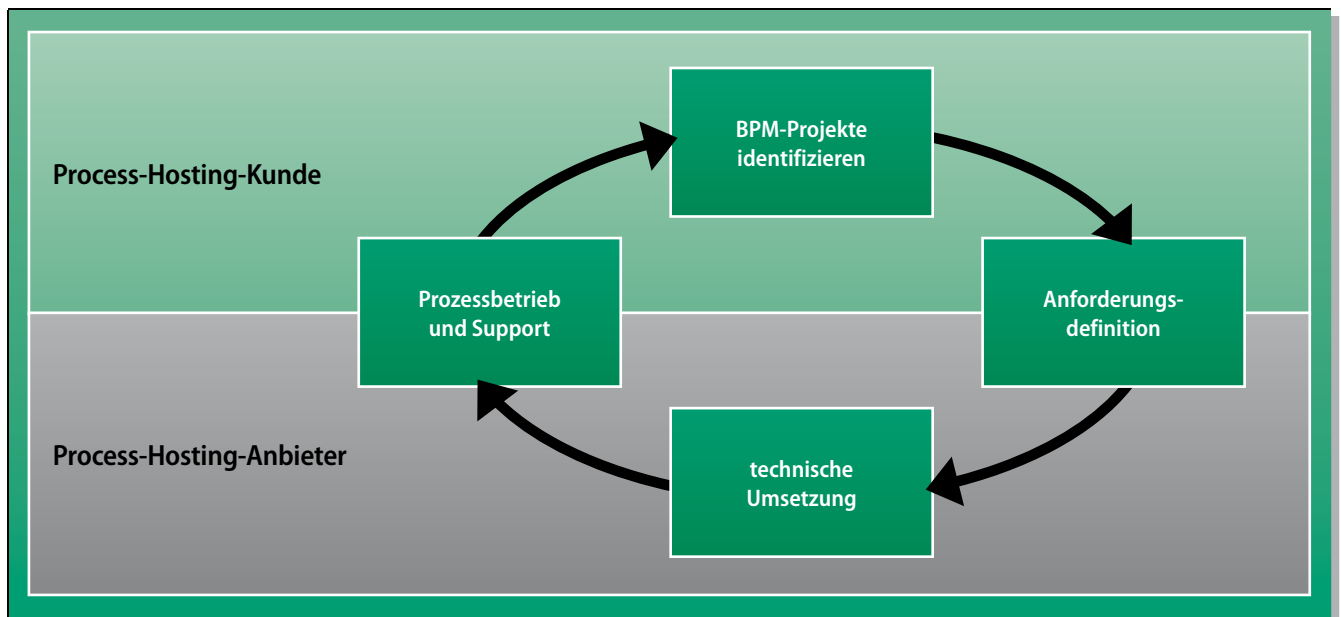 BPM-Projekte
identifizieren
Process-Hosting-Kunde
Prozessbetrieb
und Support
Anforderungs-
definition
Process-Hosting-Anbieter
technische
Umsetzung